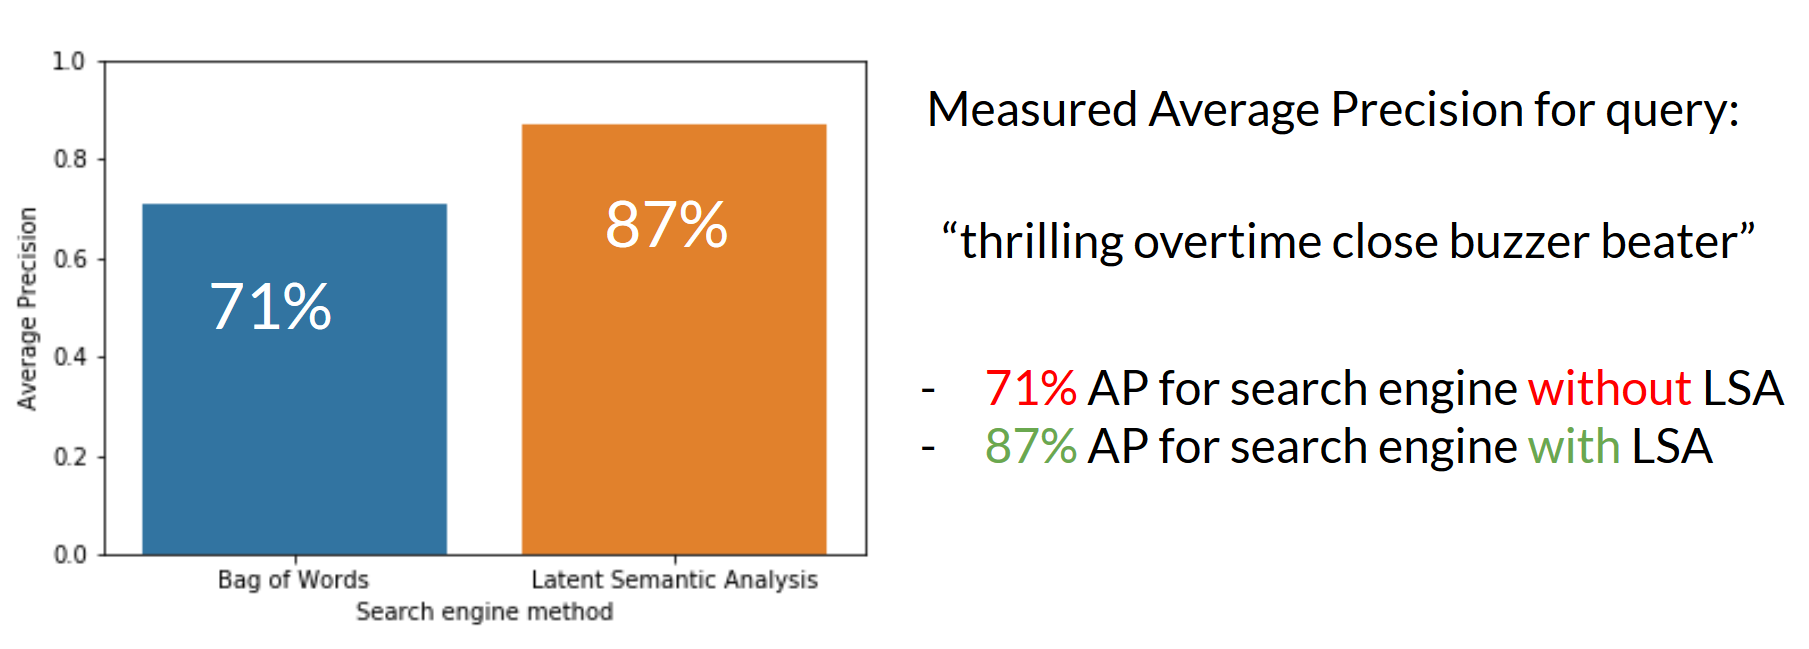 1.0
0.8
0.6
0.4
0.2
0.0
Average Precision
71%
87%
Bag of Words
Latent Semantic Analysis
Search engine method
Measured Average Precision for query:
“thrilling overtime close buzzer beater”
- 71% AP for search engine without LSA
- 87% AP for search engine with LSA